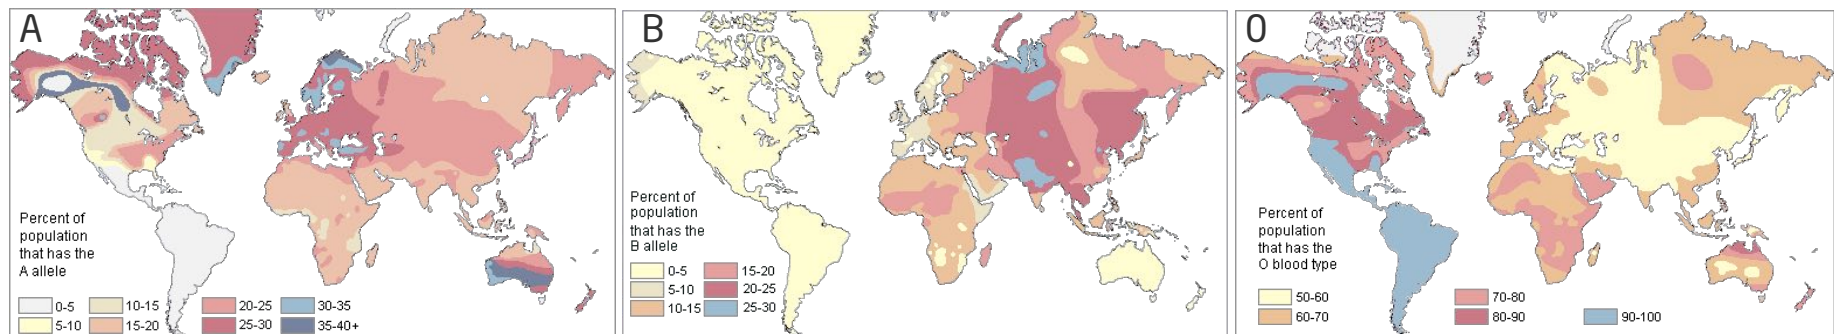 A
Percent of
population
that has the
A allele
0-5
10-15
20-25
30-35
5-10
15-20
25-30
35-40+
B
Percent of
population
that has the
B allele
0-5
15-20
5-10
20-25
10-15
25-30
O
Percent of
population
that has the
O blood type
50-60
70-80
60-70
80-90
90-100